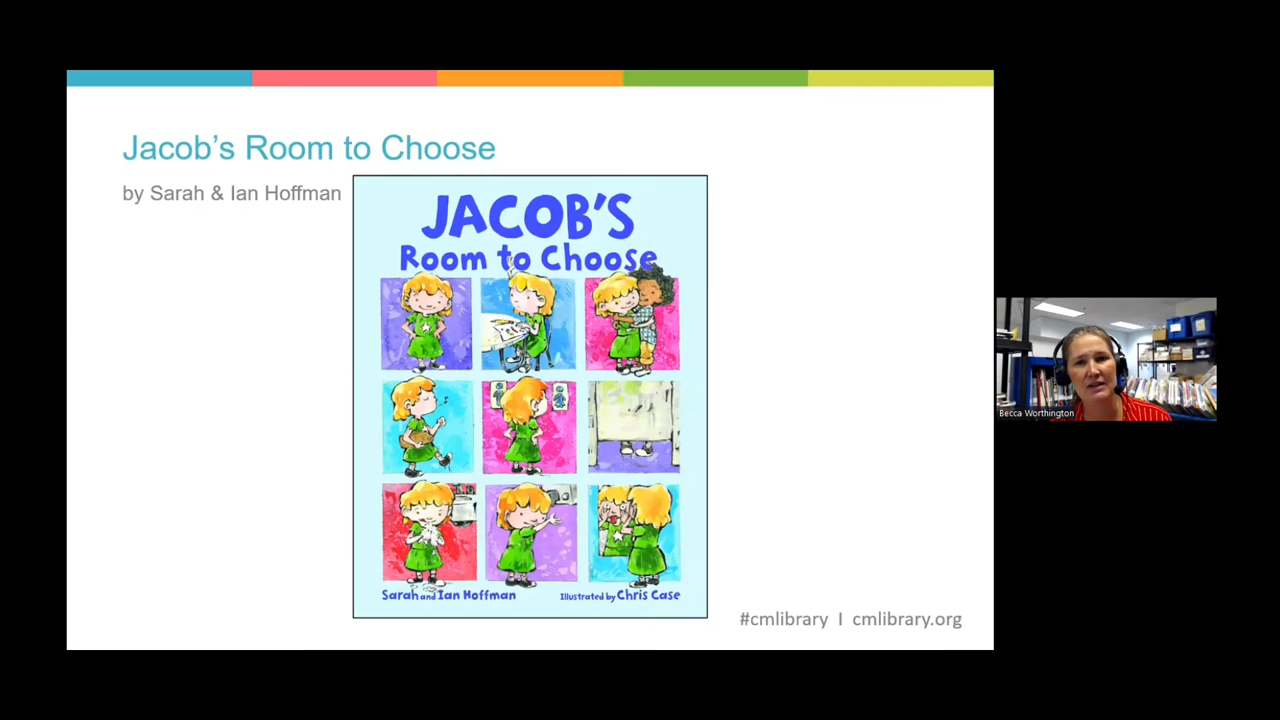 Jacob's Room to Choose
by Sarah & Ian Hoffman
JACOB'S
Room to Choose
Sarah and Ian Hoffman
Illustrated by Chris Case
#cmlibrary I cmlibrary.org
Becca Worthington